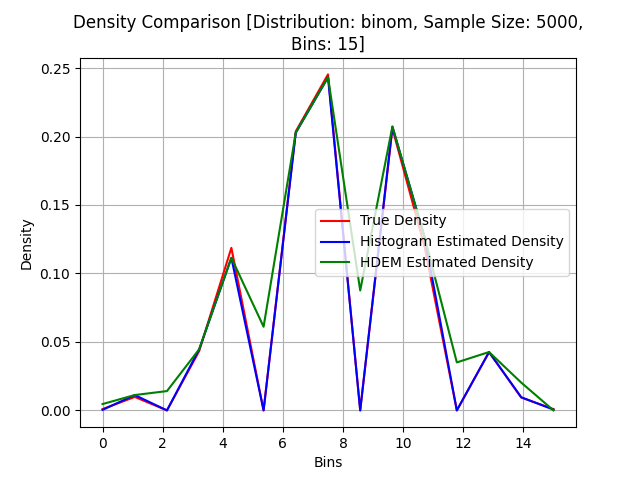 Density Comparison [Distribution: binom, Sample Size: 5000,
Bins: 15]
Density
0.25
0.20
0.15
0.10
0.05
0.00
True Density
Histogram Estimated Density
HDEM Estimated Density
0 2 4 6 8 10 12 14
Bins